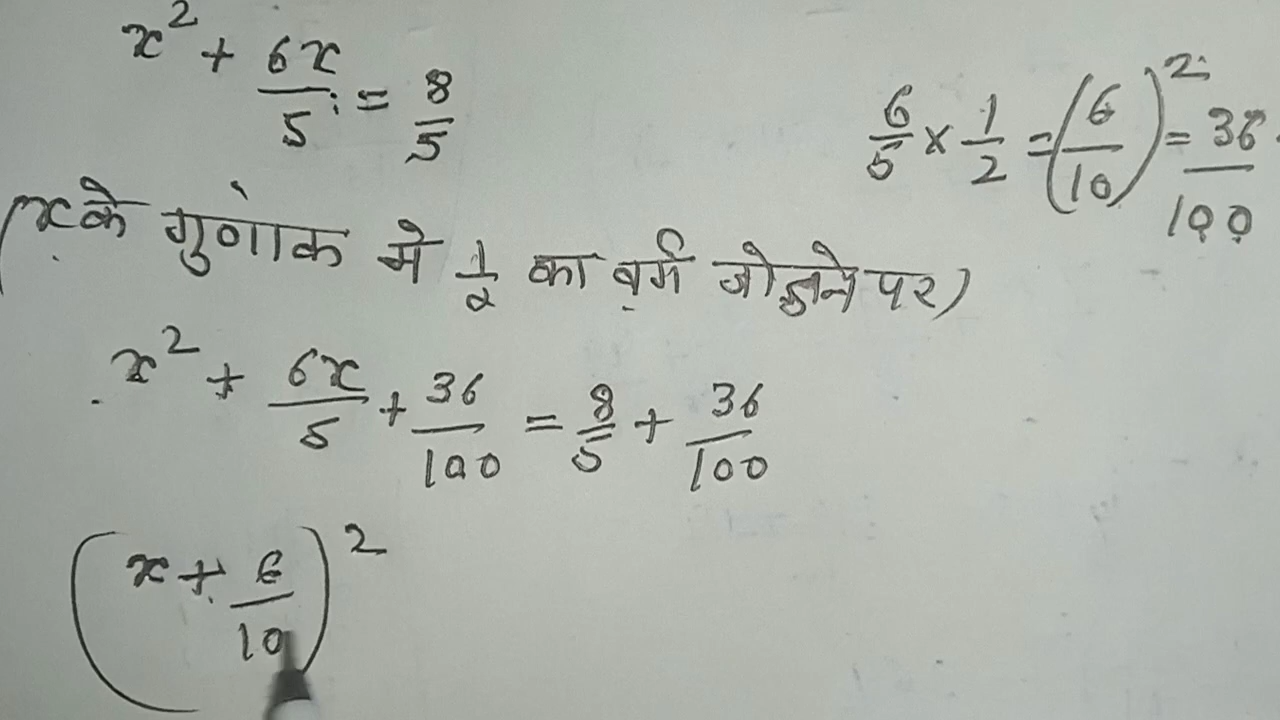 x² + 6x/5 = 8/5
6/5 × 1/2 = (6/10)² = 36/100
(x के गुणांक मे 1/2 का वर्ग जोड़ने पर)
x² + 6x/5 + 36/100 = 8/5 + 36/100
(x + 6/10)²